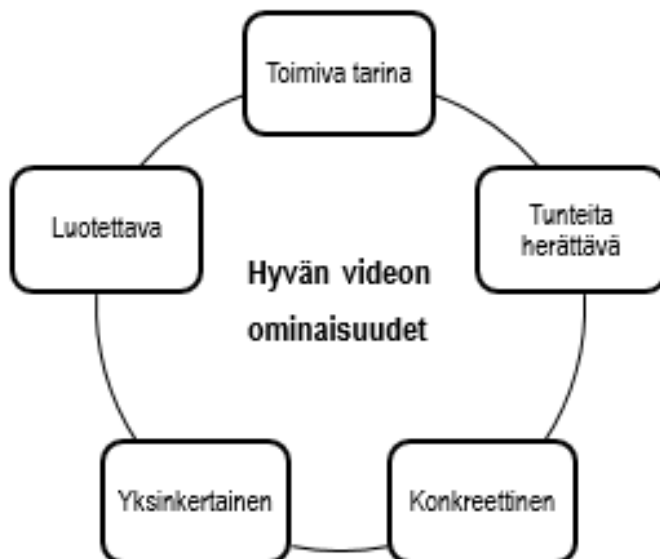 Toimiva tarina
Luotettava
Tunteita
herättävä
Hyvän videon
ominaisuudet
Yksinkertainen
Konkreettinen